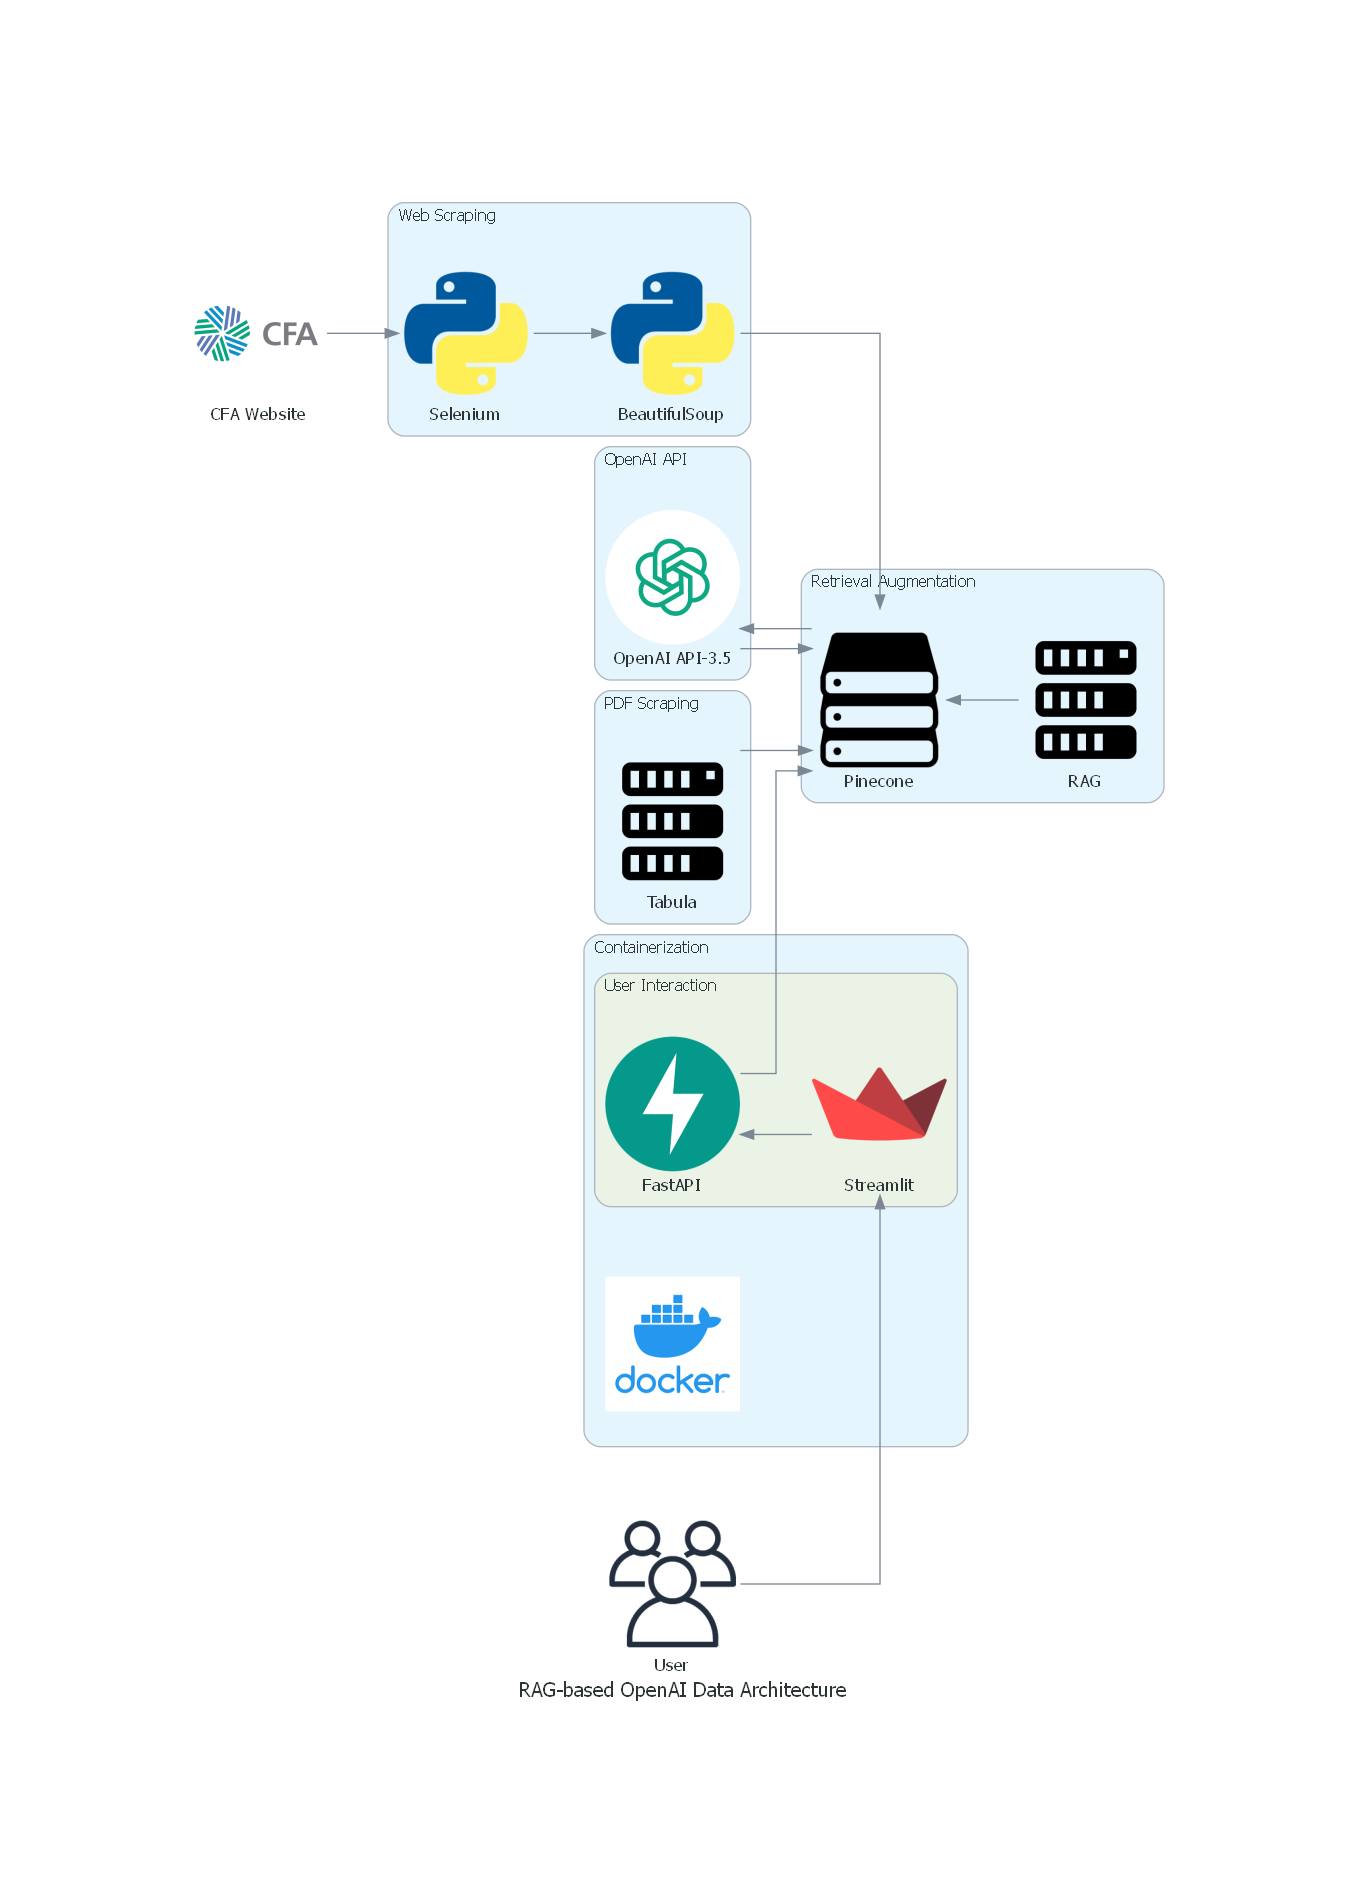 Web Scraping
CFA
CFA Website
Selenium
BeautifulSoup
OpenAI API
OpenAI API-3.5
Retrieval Augmentation
Pinecone
RAG
PDF Scraping
Tabula
Containerization
User Interaction
FastAPI
Streamlit
docker
User
RAG-based OpenAI Data Architecture